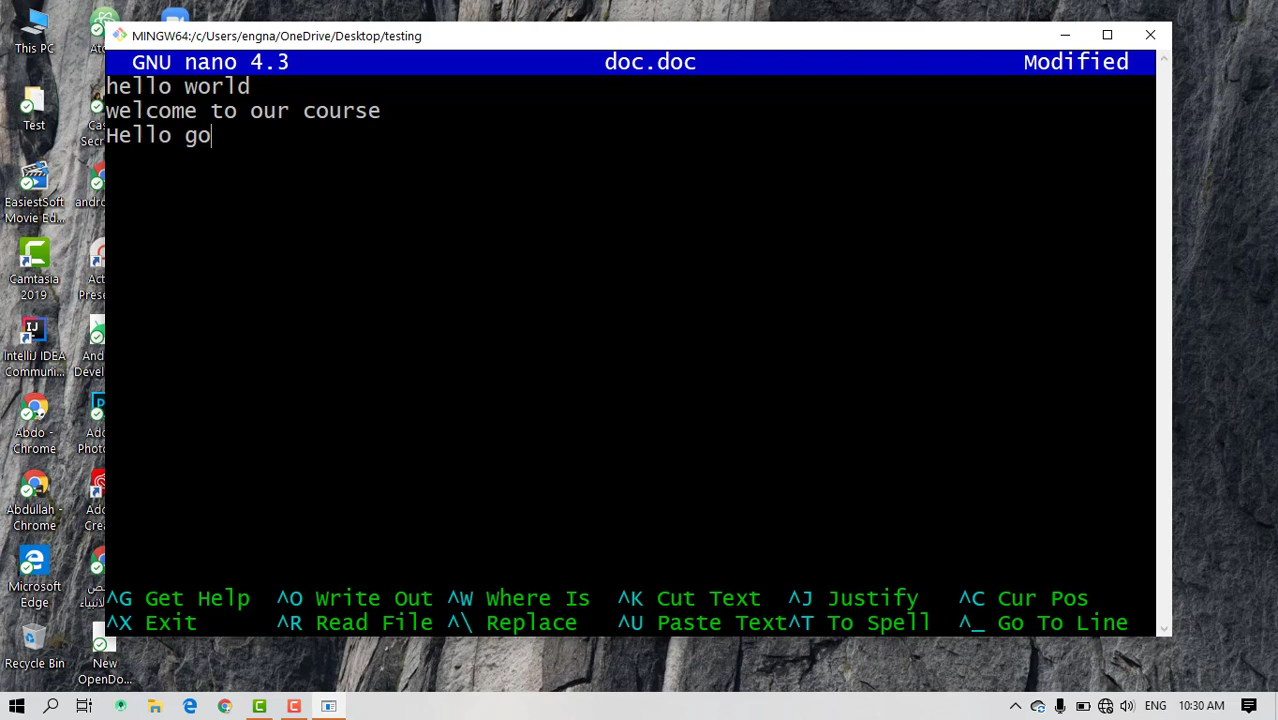 MINGW64:/c/Users/engna/OneDrive/Desktop/testing
GNU nano 4.3 doc.doc Modified
hello world
welcome to our course
Hello go
^G Get Help ^O Write Out ^W Where Is ^K Cut Text ^J Justify ^C Cur Pos
^X Exit ^R Read File ^\ Replace ^U Paste Text^T To Spell ^_ Go To Line
This PC
Test
EasiestSoft
Movie Ed...
Camtasia
2019
IntelliJ IDEA
Communi...
Abdo -
Chrome
Abdullah -
Chrome
Microsoft
Edge
Recycle Bin
New
OpenDo...
ENG
10:30 AM